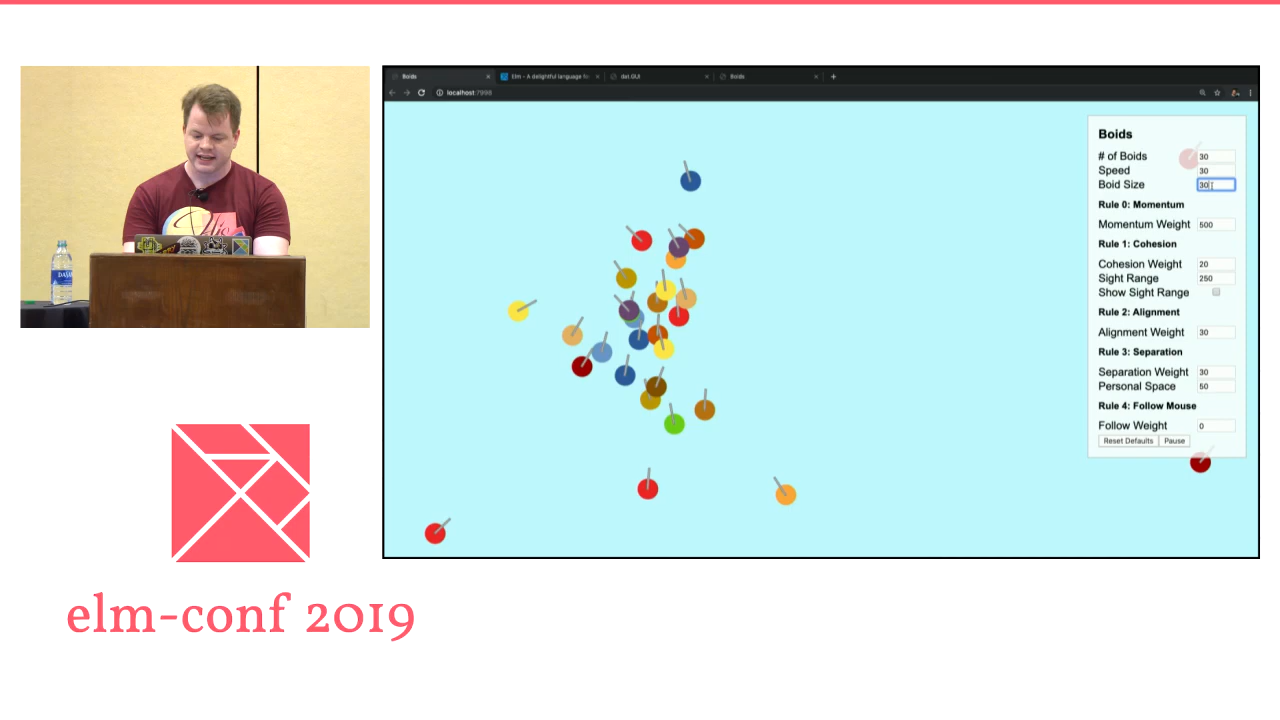 Boids
Elm - A delightful language for
dat.GUI
Boids
localhost:7998
DASA
Boids
# of Boids 30
Speed 30
Boid Size 30
Rule 0: Momentum
Momentum Weight 500
Rule 1: Cohesion
Cohesion Weight 20
Sight Range 250
Show Sight Range
Rule 2: Alignment
Alignment Weight 30
Rule 3: Separation
Separation Weight 30
Personal Space 50
Rule 4: Follow Mouse
Follow Weight 0
Reset Defaults Pause
elm-conf 2019